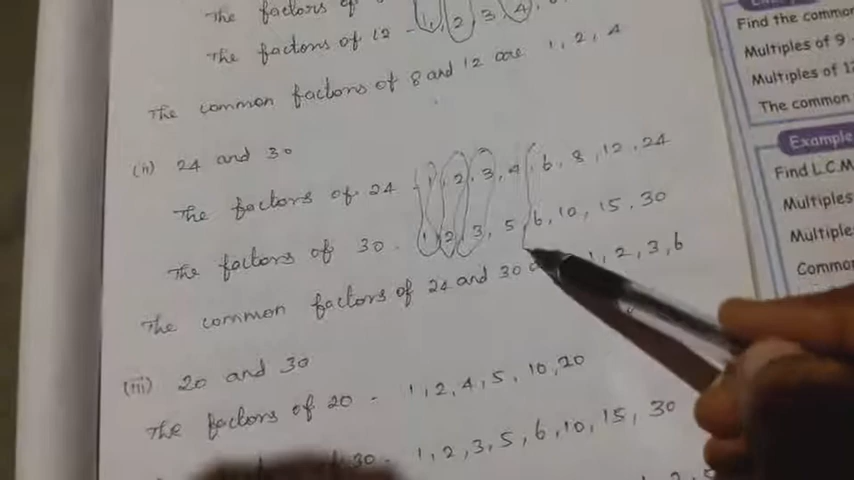 The factors of
The factors of 12 - 1, 2, 3, 4,
The common factors of 8 and 12 are 1, 2, 4
(ii) 24 and 30
The factors of 24 - 1, 2, 3, 4, 6, 8, 12, 24
The factors of 30 - 1, 2, 3, 5, 6, 10, 15, 30
The common factors of 24 and 30 1, 2, 3, 6
(iii) 20 and 30
The factors of 20 - 1, 2, 4, 5, 10, 20
30 - 1, 2, 3, 5, 6, 10, 15, 30
Find the common
Multiples of 9
Multiples of 12
The common
Example
Find L.C.M
Multiples
Multiple
Common